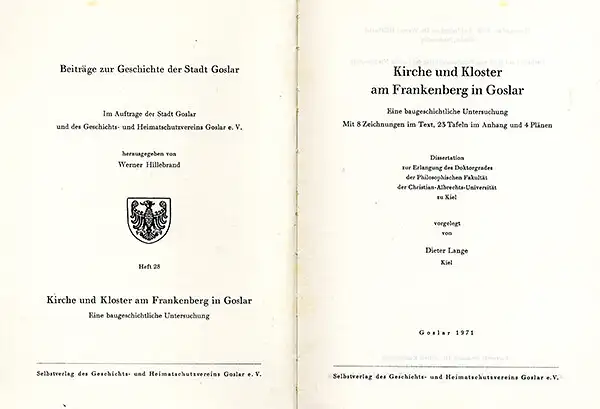 Beiträge zur Geschichte der Stadt Goslar
Im Auftrage der Stadt Goslar
und des Geschichts- und Heimatschutzvereins Goslar e. V.
herausgegeben von
Werner Hillebrand
Heft 28
Kirche und Kloster am Frankenberg in Goslar
Eine baugeschichtliche Untersuchung
Selbstverlag des Geschichts- und Heimatschutzvereins Goslar e. V.
Kirche und Kloster
am Frankenberg in Goslar
Eine baugeschichtliche Untersuchung
Mit 8 Zeichnungen im Text, 23 Tafeln im Anhang und 4 Plänen
Dissertation
zur Erlangung des Doktorgrades
der Philosophischen Fakultät
der Christian-Albrechts-Universität
zu Kiel
vorgelegt
von
Dieter Lange
Kiel
Goslar 1971
Selbstverlag des Geschichts- und Heimatschutzvereins Goslar e. V.